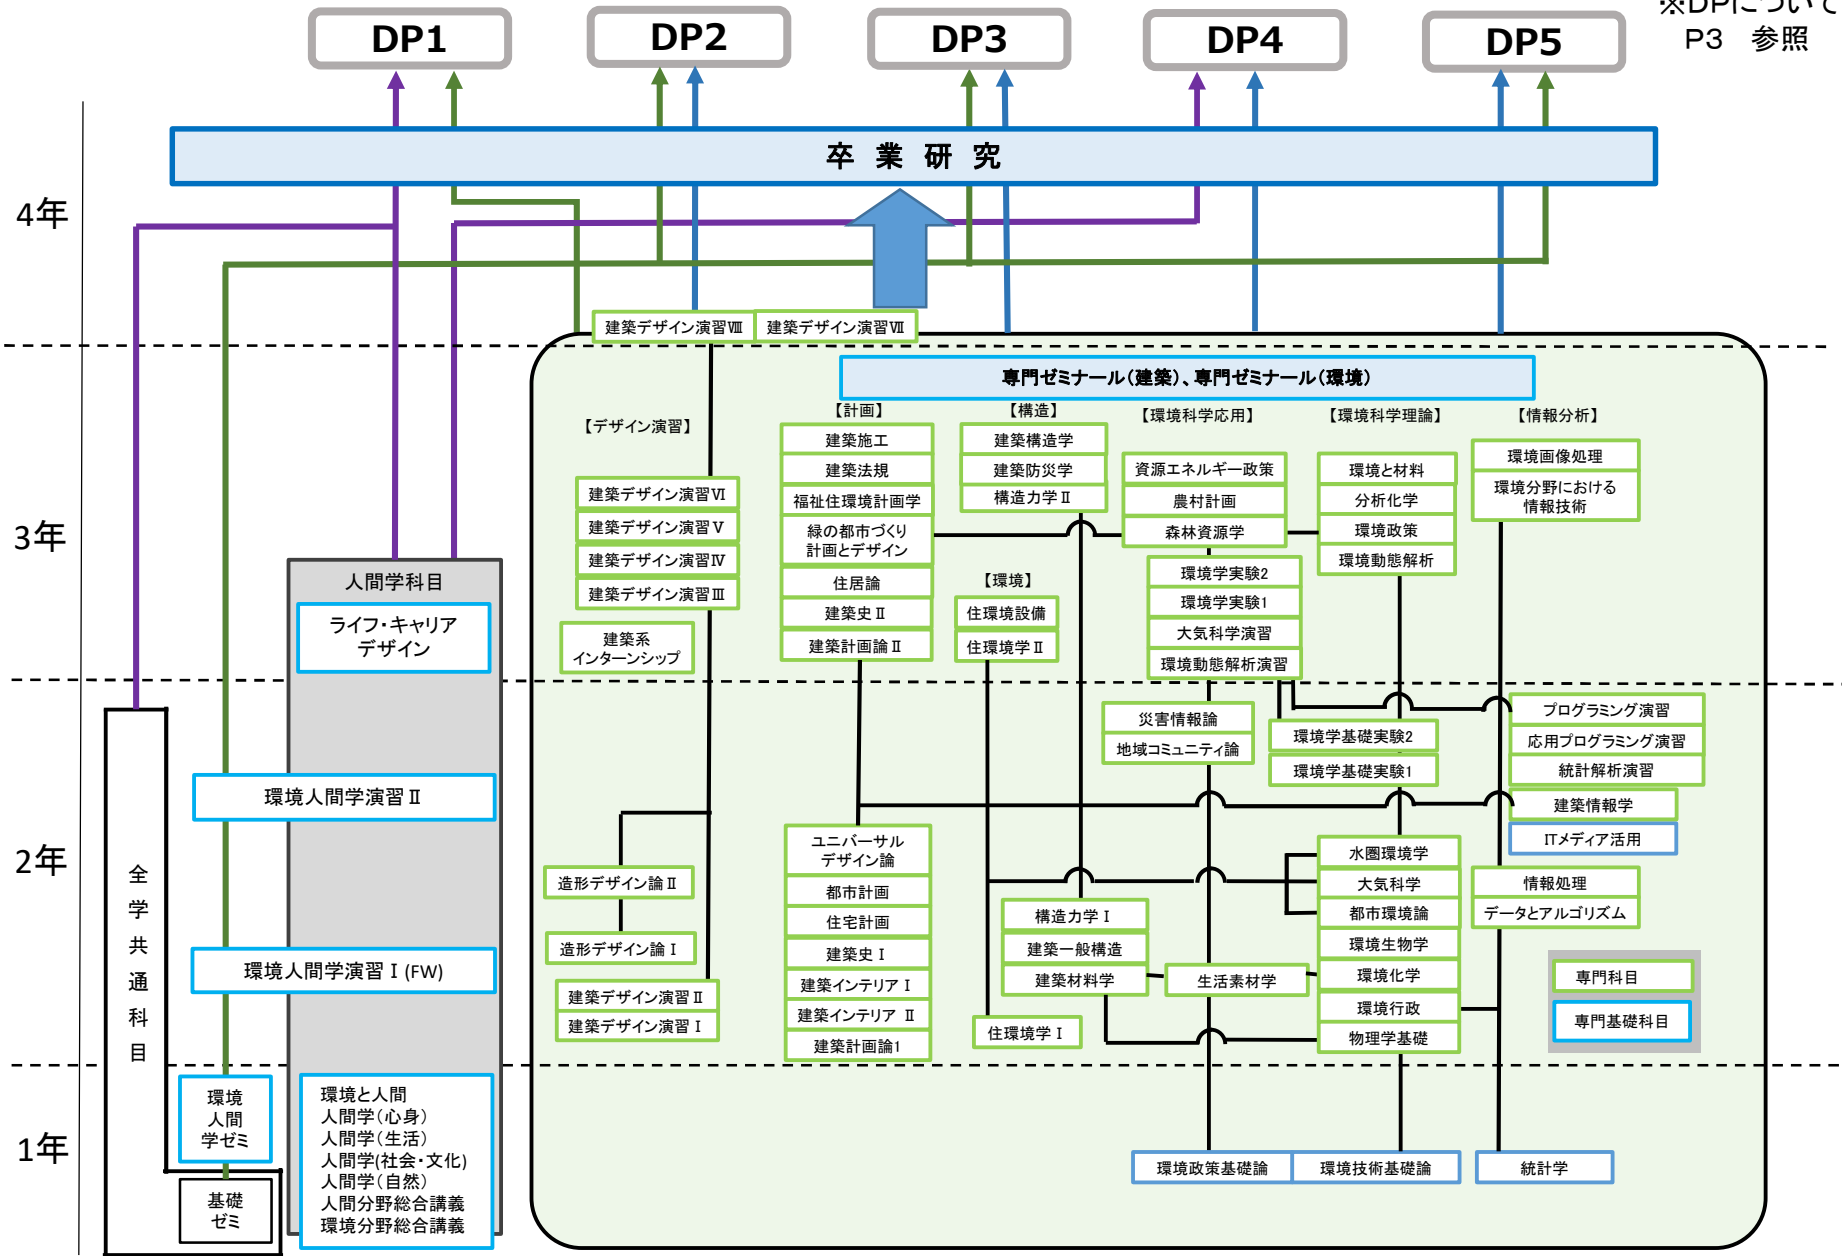 ※DPについて
P3 参照
DP1
DP2
DP3
DP4
DP5
卒 業 研 究
4年
建築デザイン演習Ⅷ
建築デザイン演習Ⅶ
専門ゼミナール(建築)、専門ゼミナール(環境)
3年
【デザイン演習】
建築デザイン演習Ⅵ
建築デザイン演習Ⅴ
建築デザイン演習Ⅳ
建築デザイン演習Ⅲ
建築系
インターンシップ
【計画】
建築施工
建築法規
福祉住環境計画学
緑の都市づくり
計画とデザイン
住居論
建築史Ⅱ
建築計画論Ⅱ
【構造】
建築構造学
建築防災学
構造力学Ⅱ
【環境】
住環境設備
住環境学Ⅱ
【環境科学応用】
資源エネルギー政策
農村計画
森林資源学
環境学実験2
環境学実験1
大気科学演習
環境動態解析演習
【環境科学理論】
環境と材料
分析化学
環境政策
環境動態解析
【情報分析】
環境画像処理
環境分野における
情報技術
人間学科目
ライフ・キャリア
デザイン
2年
全学共通科目
環境人間学演習Ⅱ
環境人間学演習Ⅰ(FW)
造形デザイン論Ⅱ
造形デザイン論Ⅰ
建築デザイン演習Ⅱ
建築デザイン演習Ⅰ
ユニバーサル
デザイン論
都市計画
住宅計画
建築史Ⅰ
建築インテリアⅠ
建築インテリア Ⅱ
建築計画論1
構造力学Ⅰ
建築一般構造
建築材料学
住環境学Ⅰ
災害情報論
地域コミュニティ論
生活素材学
環境学基礎実験2
環境学基礎実験1
水圏環境学
大気科学
都市環境論
環境生物学
環境化学
環境行政
物理学基礎
プログラミング演習
応用プログラミング演習
統計解析演習
建築情報学
ITメディア活用
情報処理
データとアルゴリズム
専門科目
専門基礎科目
1年
環境
人間
学ゼミ
基礎
ゼミ
環境と人間
人間学(心身)
人間学(生活)
人間学(社会・文化)
人間学(自然)
人間分野総合講義
環境分野総合講義
環境政策基礎論
環境技術基礎論
統計学